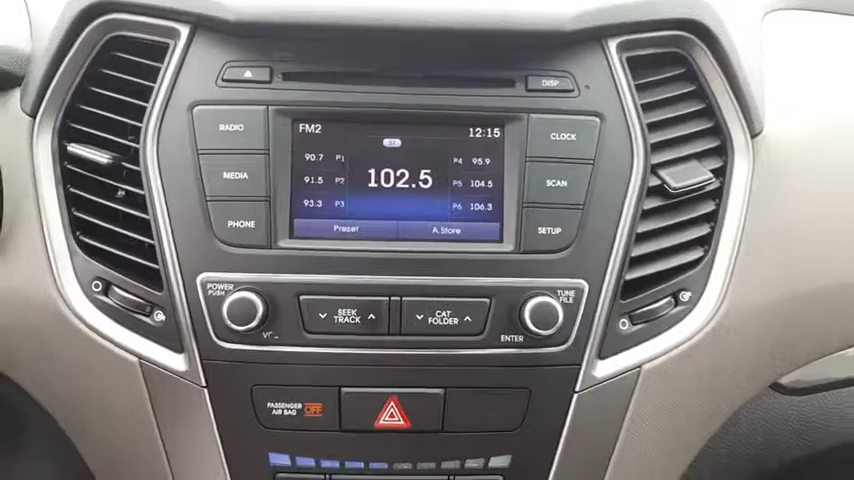 DISP
RADIO
MEDIA
PHONE
FM2
12:15
ST
90.7 P1
91.5 P2
93.3 P3
102.5
P4 95.9
P5 104.5
P6 106.3
Preset
A.Store
CLOCK
SCAN
SETUP
POWER
PUSH
VOL
SEEK
TRACK
CAT
FOLDER
TUNE
FILE
ENTER
PASSENGER
AIR BAG
OFF